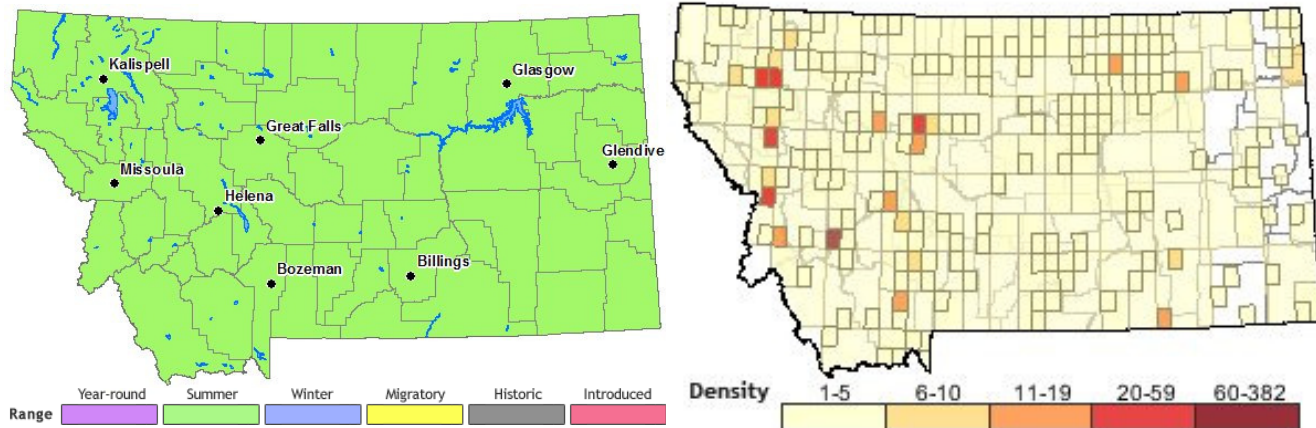 Kalispell
Glasgow
Great Falls
Glendive
Missoula
Helena
Bozeman
Billings
Range Year-round Summer Winter Migratory Historic Introduced
Density 1-5 6-10 11-19 20-59 60-382